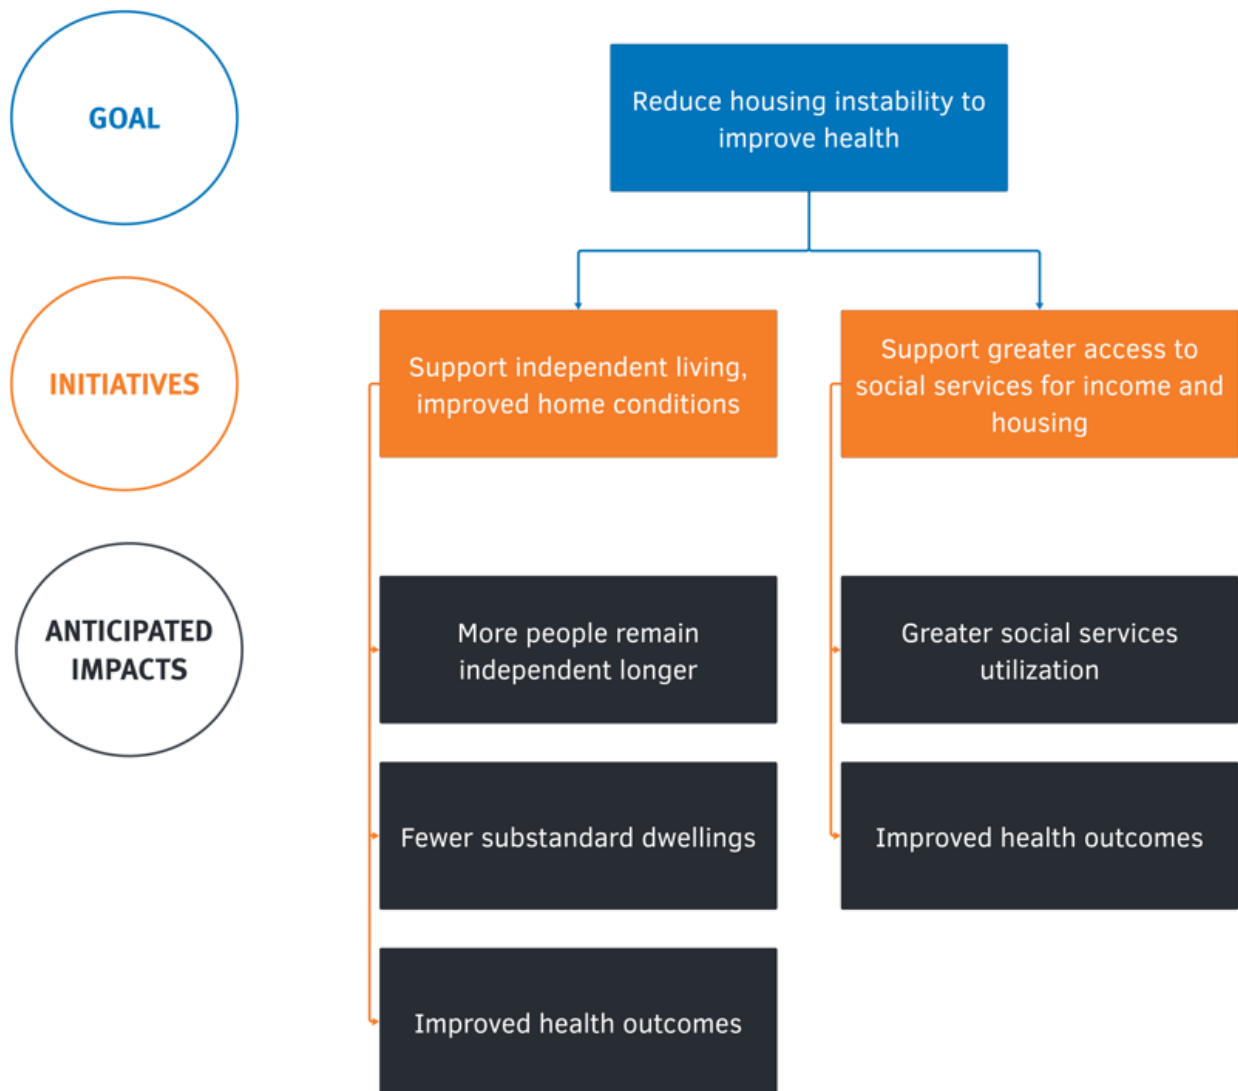 GOAL
Reduce housing instability to
improve health
INITIATIVES
Support independent living,
improved home conditions
Support greater access to
social services for income and
housing
ANTICIPATED
IMPACTS
More people remain
independent longer
Greater social services
utilization
Fewer substandard dwellings
Improved health outcomes
Improved health outcomes